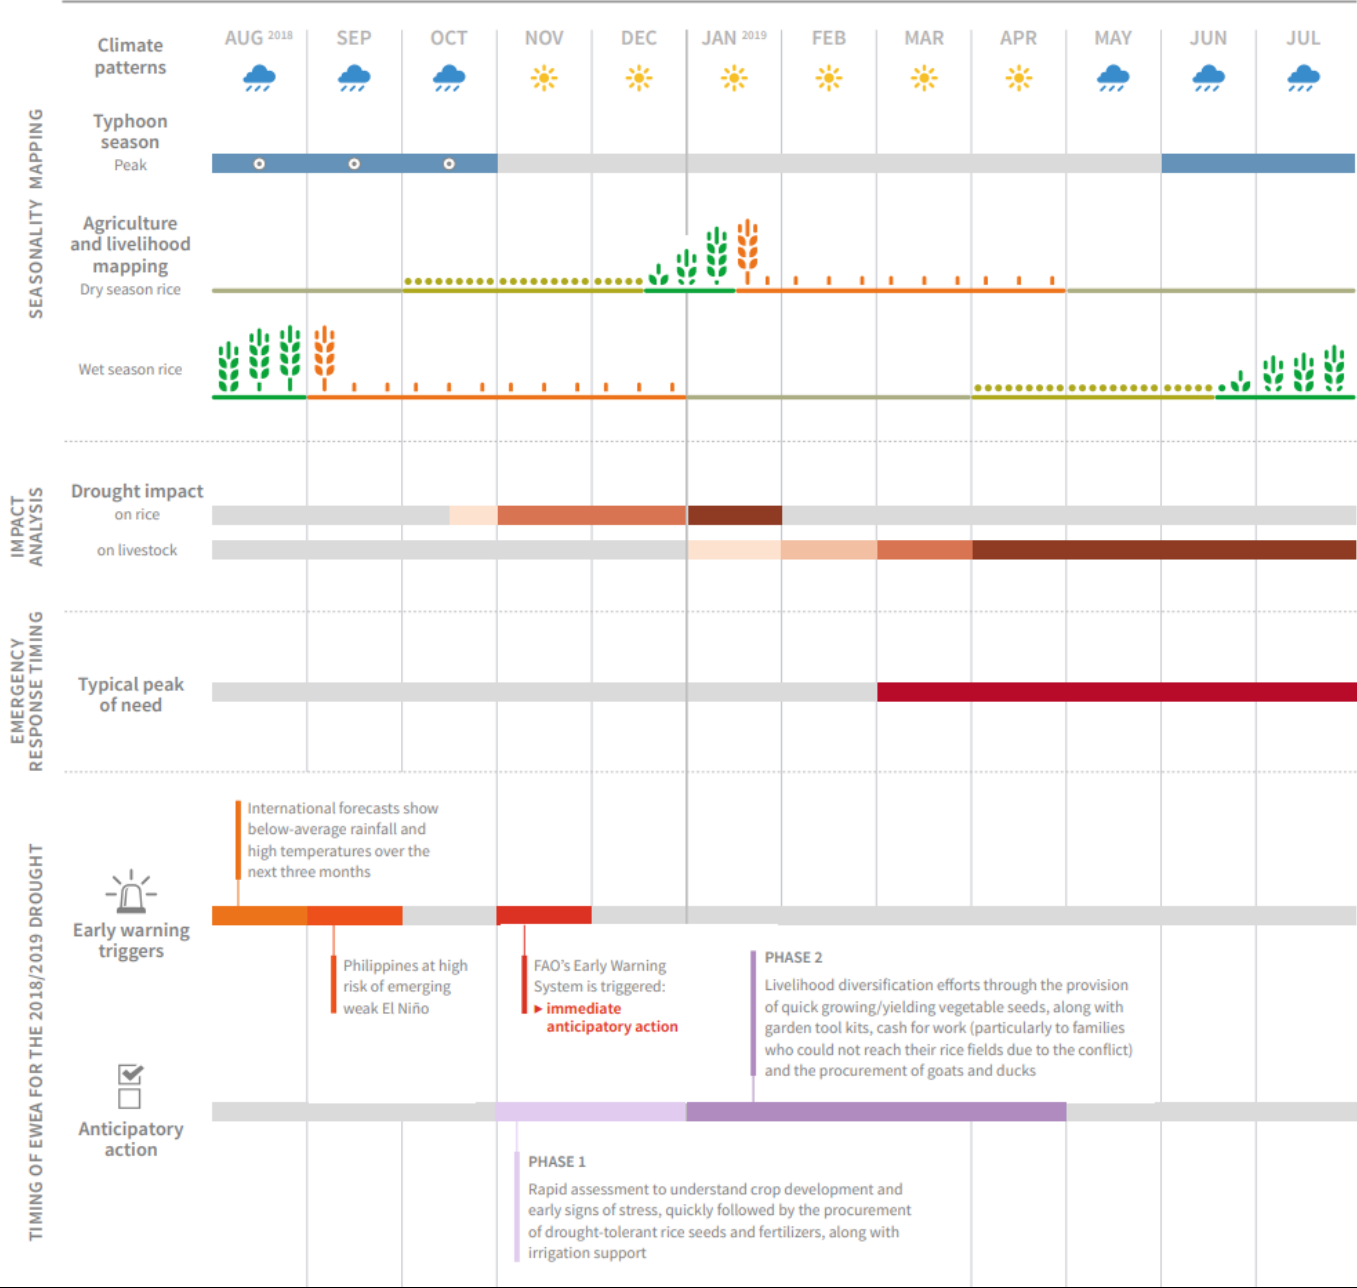 AUG 2018
SEP
OCT
NOV
DEC
JAN 2019
FEB
MAR
APR
MAY
JUN
JUL
SEASONALITY MAPPING
Climate
patterns
Typhoon
season
Peak
Agriculture
and livelihood
mapping
Dry season rice
Wet season rice
IMPACT
ANALYSIS
Drought impact
on rice
on livestock
EMERGENCY
RESPONSE TIMING
Typical peak
of need
TIMING OF EWEA FOR THE 2018/2019 DROUGHT
International forecasts show
below-average rainfall and
high temperatures over the
next three months
Early warning
triggers
Philippines at high
risk of emerging
weak El Niño
FAO's Early Warning
System is triggered:
▸ immediate
anticipatory action
PHASE 2
Livelihood diversification efforts through the provision
of quick growing/yielding vegetable seeds, along with
garden tool kits, cash for work (particularly to families
who could not reach their rice fields due to the conflict)
and the procurement of goats and ducks
Anticipatory
action
PHASE 1
Rapid assessment to understand crop development and
early signs of stress, quickly followed by the procurement
of drought-tolerant rice seeds and fertilizers, along with
irrigation support